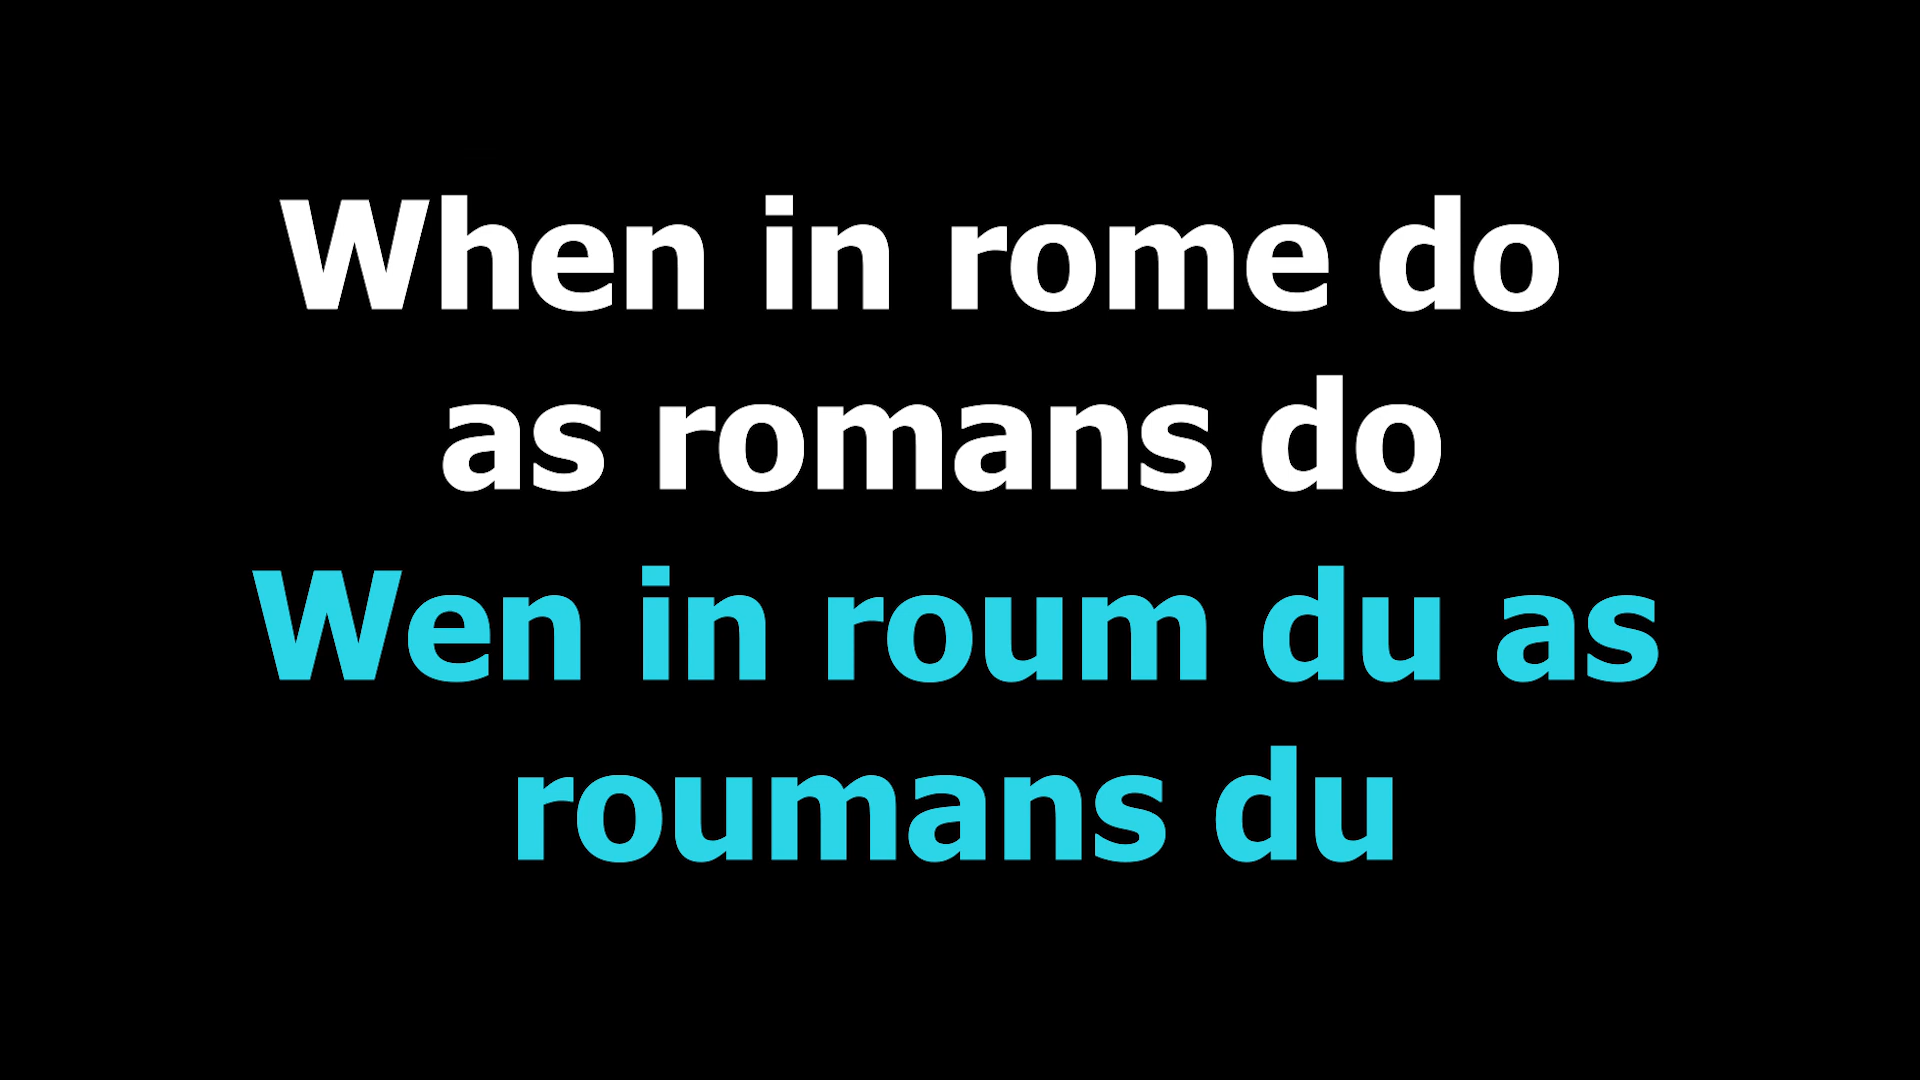 When in rome do
as romans do
Wen in roum du as
roumans du